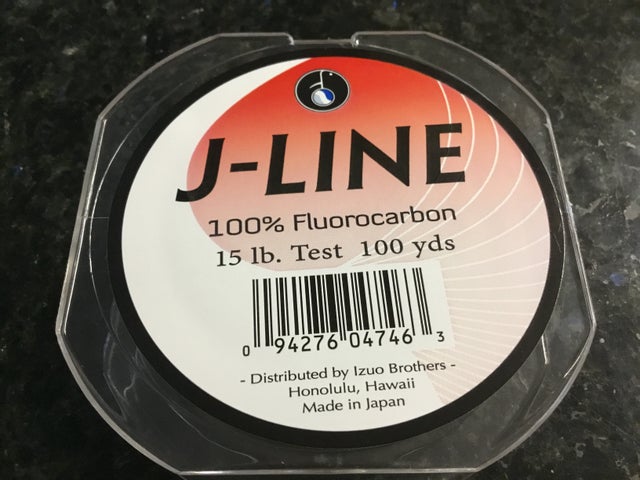 J-LINE
100% Fluorocarbon
15 lb. Test 100 yds
0 94276 04746 3
- Distributed by Izuo Brothers -
Honolulu, Hawaii
Made in Japan